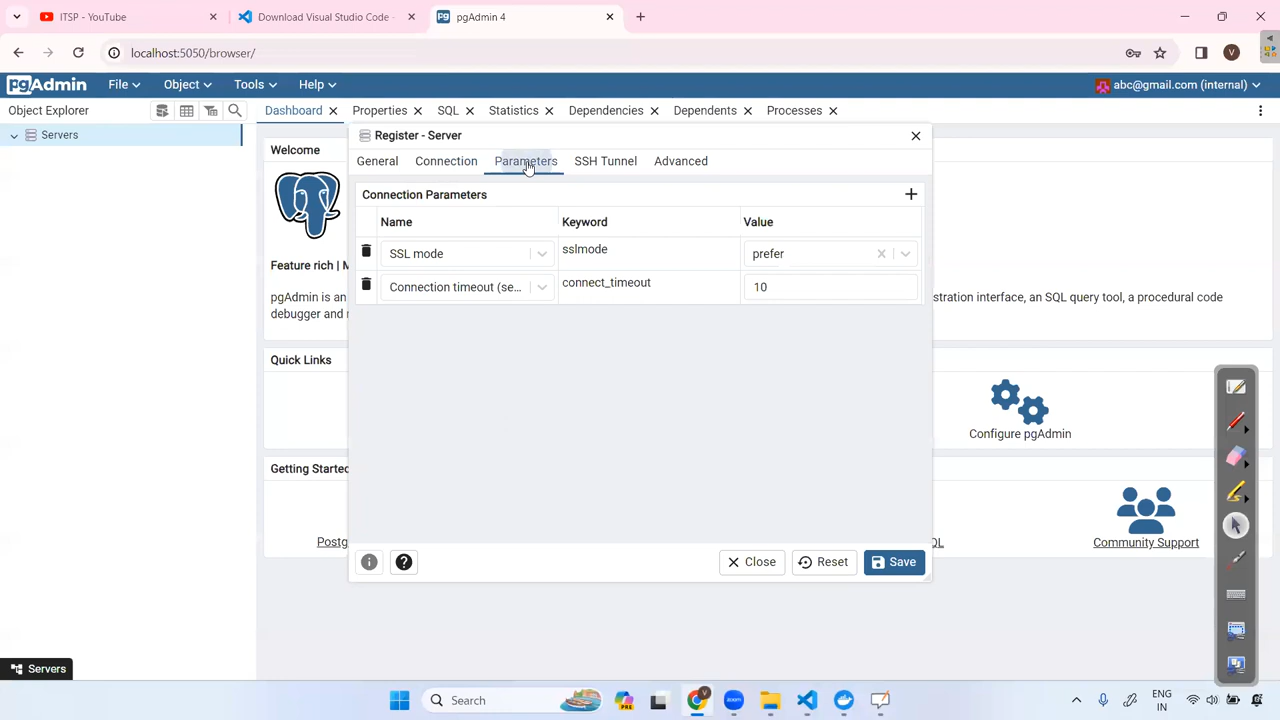 ITSP - YouTube
Download Visual Studio Code -
pgAdmin 4
localhost:5050/browser/
V
pgAdmin
File
Object
Tools
Help
abc@gmail.com (internal)
Object Explorer
Dashboard
Properties
SQL
Statistics
Dependencies
Dependents
Processes
Servers
Welcome
Register - Server
General
Connection
Parameters
SSH Tunnel
Advanced
Connection Parameters
Name
Keyword
Value
SSL mode
sslmode
prefer
Connection timeout (se...
connect_timeout
10
Feature rich | M
pgAdmin is an
stration interface, an SQL query tool, a procedural code
debugger and m
Quick Links
Configure pgAdmin
Getting Started
Postg
QL
Community Support
Close
Reset
Save
Servers
Search
PRE
V
zoom
ENG
IN